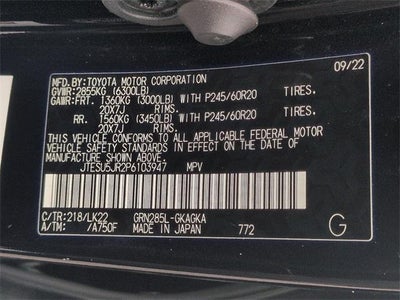 09/22
MFD.BY:TOYOTA MOTOR CORPORATION
GVWR:2855KG (6300LB)
GAWR:FRT. 1360KG (3000LB) WITH P245/60R20 TIRES.
20X7J RIMS.
RR. 1560KG (3450LB) WITH P245/60R20 TIRES.
20X7J RIMS.
THIS VEHICLE CONFORMS TO ALL APPLICABLE FEDERAL MOTOR
VEHICLE SAFETY STANDARDS IN EFFECT ON THE DATE OF
MANUFACTURE SHOWN ABOVE.
JTESU5JR2P6103947 MPV
C/TR:218/LK22 GRN285L-GKAGKA
A/TM: /A750F MADE IN JAPAN 772 G